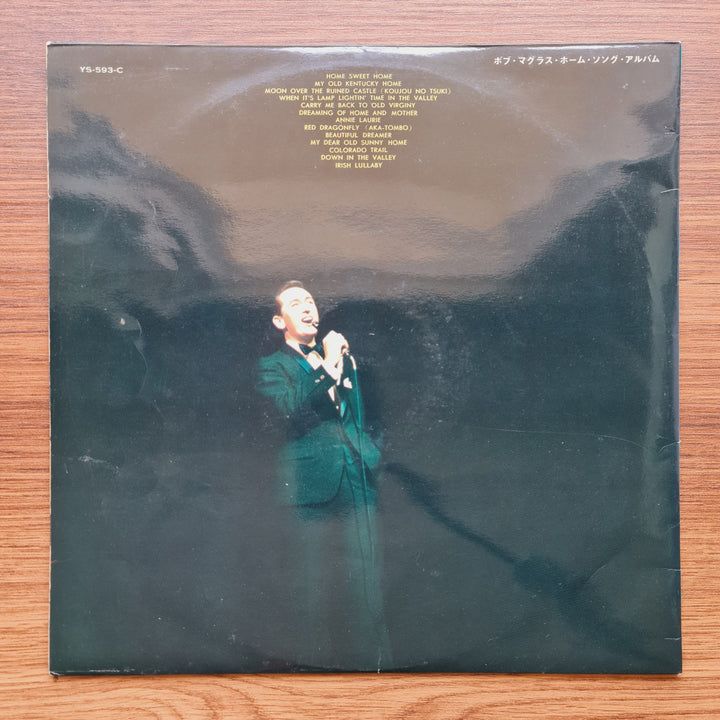 YS-593-C
ボブ・マグラス・ホーム・ソング・アルバム
HOME SWEET HOME
MY OLD KENTUCKY HOME
MOON OVER THE RUINED CASTLE (KOUJOU NO TSUKI)
WHEN IT'S LAMP LIGHTIN' TIME IN THE VALLEY
CARRY ME BACK TO OLD VIRGINY
DREAMING OF HOME AND MOTHER
ANNIE LAURIE
RED DRAGONFLY (AKA-TOMBO)
BEAUTIFUL DREAMER
MY DEAR OLD SUNNY HOME
COLORADO TRAIL
DOWN IN THE VALLEY
IRISH LULLABY